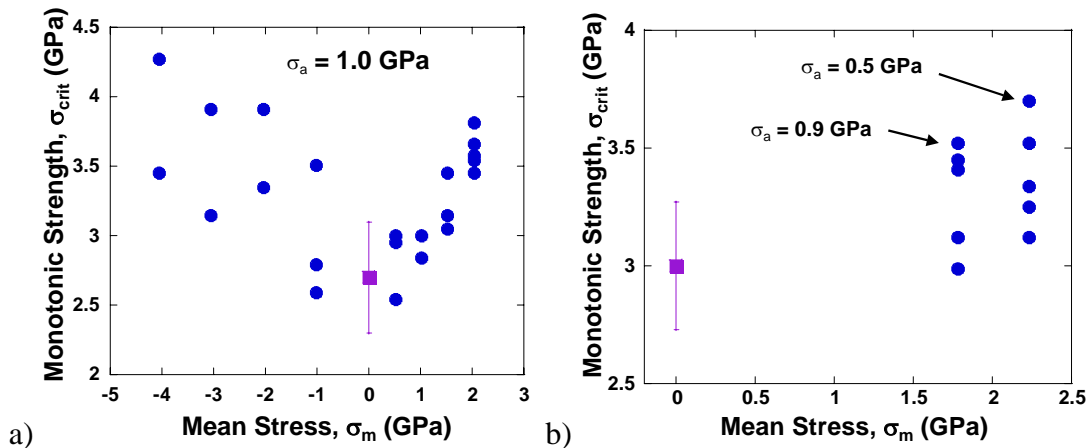 4.5
4
3.5
3
2.5
2
Monotonic Strength, σcrit (GPa)
σa = 1.0 GPa
-5 -4 -3 -2 -1 0 1 2 3
Mean Stress, σm (GPa)
a)
4
3.5
3
2.5
Monotonic Strength, σcrit (GPa)
σa = 0.5 GPa
σa = 0.9 GPa
0 0.5 1 1.5 2 2.5
Mean Stress, σm (GPa)
b)